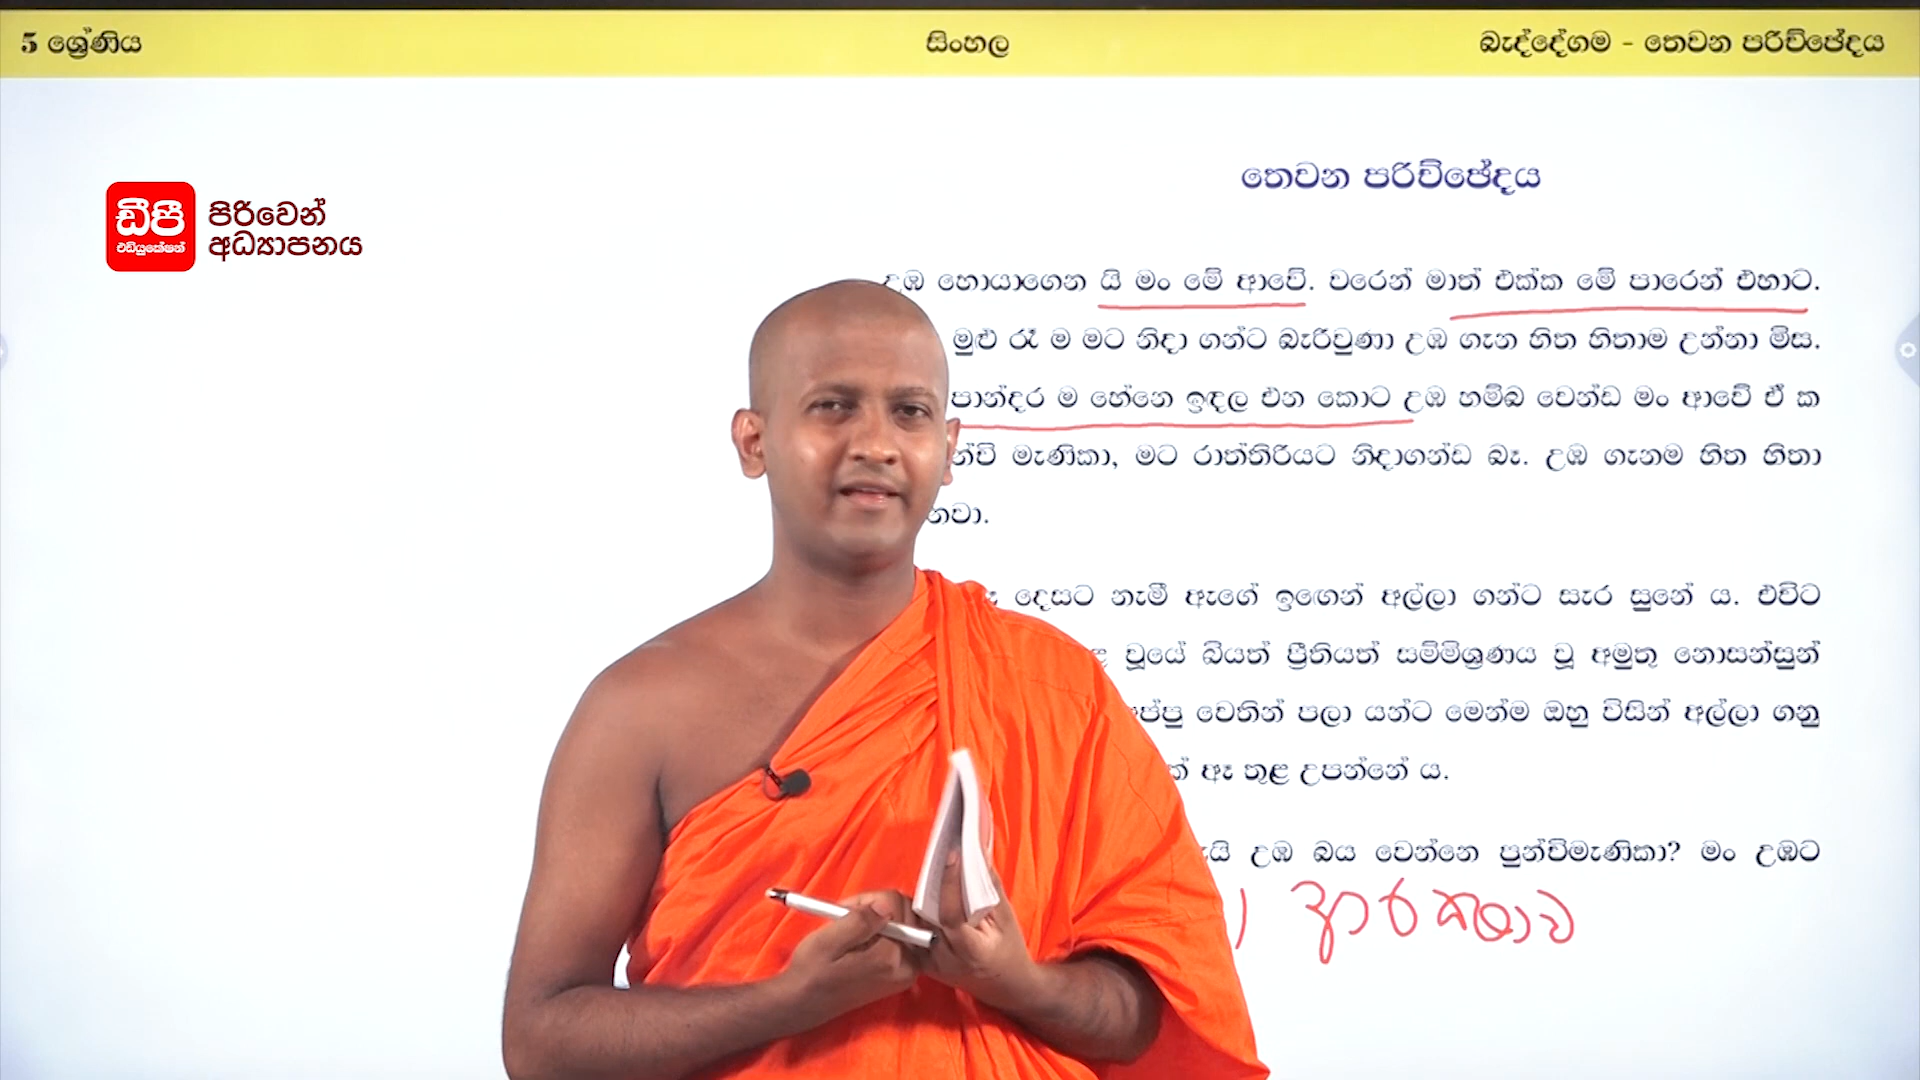 5 ශ්‍රේණිය
සිංහල
බැද්දේගම - තෙවන පරිච්ඡේදය
ඩීපී
එඩියුකේෂන්
පිරිවෙන්
අධ්‍යාපනය
තෙවන පරිච්ඡේදය
උඹ හොයාගෙන යි මං මේ ආවේ. වරෙන් මාත් එක්ක මේ පාරෙන් එහාට.
මුළු රෑ ම මට නිදා ගන්ට බැරිවුණා උඹ ගැන හිත හිතාම උන්නා මිස.
පාන්දර ම හේනෙ ඉඳල එන කොට උඹ හම්බ වෙන්ඩ මං ආවේ ඒ ක
මැණිකා, මට රාත්තිරියට නිදාගන්ඩ බෑ. උඹ ගැනම හිත හිතා
දෙසට නැමී ඇගේ ඉඟෙන් අල්ලා ගන්ට සැර සුනේ ය. එවිට
වූයේ බියත් ප්‍රීතියත් සම්මිශ්‍රණය වූ අමුතු නොසන්සුන්
වෙතින් පලා යන්ට මෙන්ම ඔහු විසින් අල්ලා ගනු
ඈ තුළ උපන්නේ ය.
උඹ බය වෙන්නෙ පුන්චිමැණිකා? මං උඹට
ආරක්ෂාව